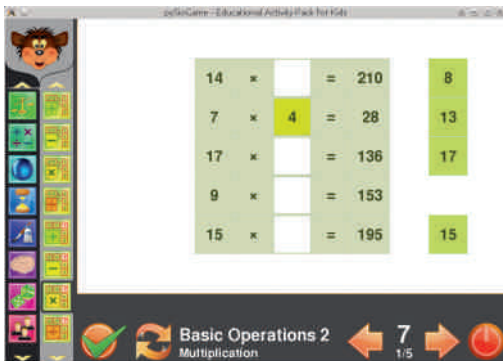 pySioGame - Educational Activity Pack for Kids
14 × = 210 8
7 × 4 = 28 13
17 × = 136 17
9 × = 153
15 × = 195 15
Basic Operations 2 7
Multiplication 1/5